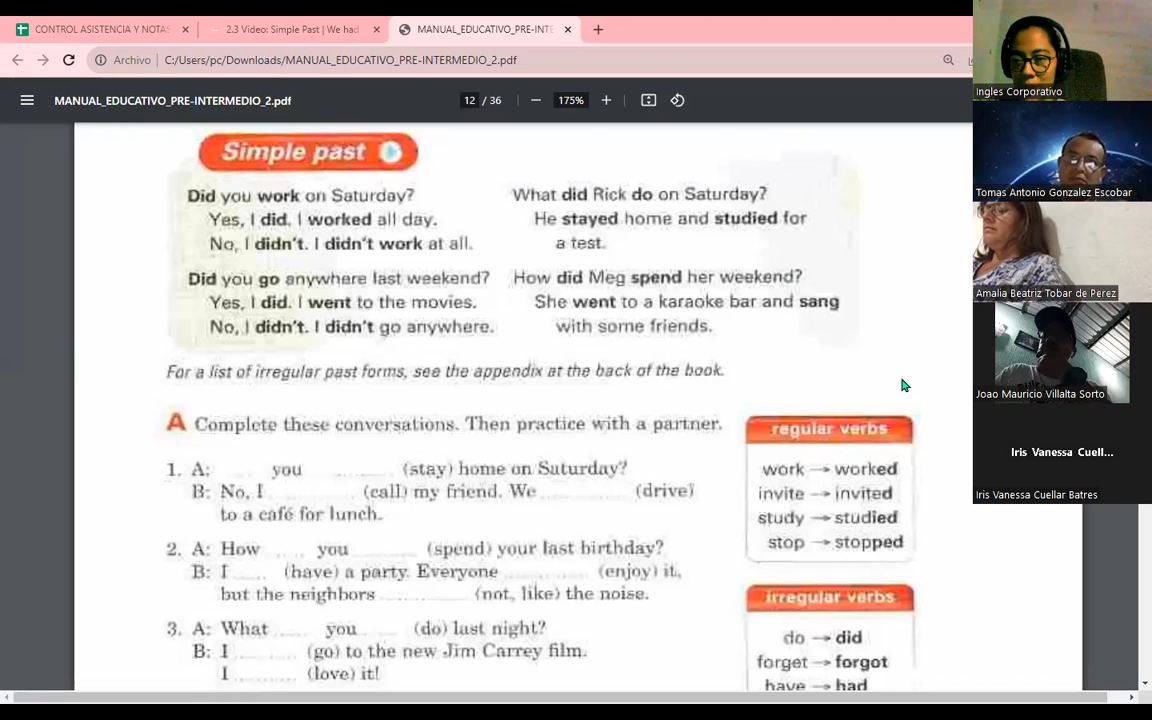 CONTROL ASISTENCIA Y NOTAS
2.3 Video: Simple Past | We had
MANUAL_EDUCATIVO_PRE-INTE
Archivo
C:/Users/pc/Downloads/MANUAL_EDUCATIVO_PRE-INTERMEDIO_2.pdf
MANUAL_EDUCATIVO_PRE-INTERMEDIO_2.pdf
12 / 36
175%
Simple past
Did you work on Saturday?
Yes, I did. I worked all day.
No, I didn't. I didn't work at all.
Did you go anywhere last weekend?
Yes, I did. I went to the movies.
No, I didn't. I didn't go anywhere.
What did Rick do on Saturday?
He stayed home and studied for
a test.
How did Meg spend her weekend?
She went to a karaoke bar and sang
with some friends.
For a list of irregular past forms, see the appendix at the back of the book.
A Complete these conversations. Then practice with a partner.
1. A: ........ you ................ (stay) home on Saturday?
B: No, I ................ (call) my friend. We ................ (drive)
to a café for lunch.
2. A: How ........ you ............ (spend) your last birthday?
B: I ........ (have) a party. Everyone ................ (enjoy) it,
but the neighbors ................ (not, like) the noise.
3. A: What ........ you ........ (do) last night?
B: I ............ (go) to the new Jim Carrey film.
I ............ (love) it!
regular verbs
work → worked
invite → invited
study → studied
stop → stopped
irregular verbs
do → did
forget → forgot
have → had
Ingles Corporativo
Tomas Antonio Gonzalez Escobar
Amalia Beatriz Tobar de Perez
Joao Mauricio Villalta Sorto
Iris Vanessa Cuell...
Iris Vanessa Cuellar Batres